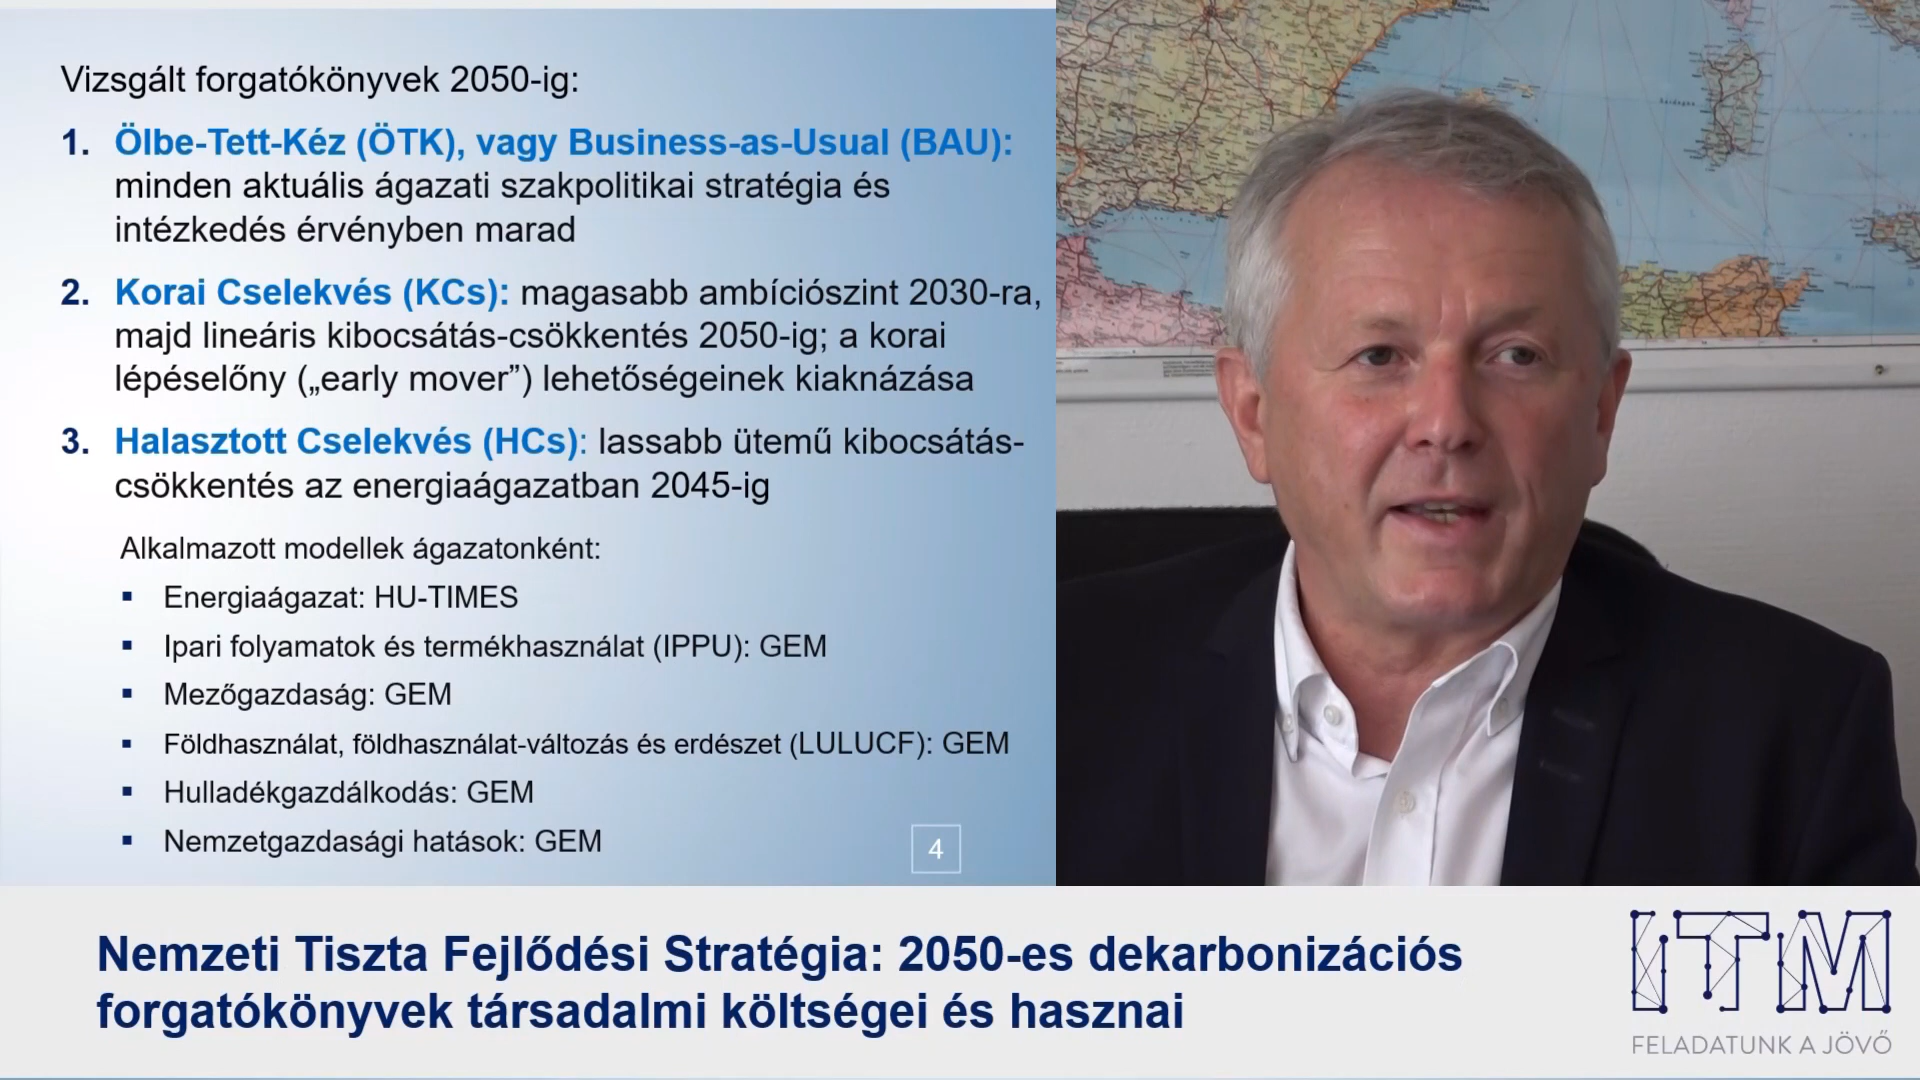 Vizsgált forgatókönyvek 2050-ig:
1. Ölbe-Tett-Kéz (ÖTK), vagy Business-as-Usual (BAU):
minden aktuális ágazati szakpolitikai stratégia és
intézkedés érvényben marad
2. Korai Cselekvés (KCs): magasabb ambíciószint 2030-ra,
majd lineáris kibocsátás-csökkentés 2050-ig; a korai
lépéselőny („early mover”) lehetőségeinek kiaknázása
3. Halasztott Cselekvés (HCs): lassabb ütemű kibocsátás-
csökkentés az energiaágazatban 2045-ig
Alkalmazott modellek ágazatonként:
▪ Energiaágazat: HU-TIMES
▪ Ipari folyamatok és termékhasználat (IPPU): GEM
▪ Mezőgazdaság: GEM
▪ Földhasználat, földhasználat-változás és erdészet (LULUCF): GEM
▪ Hulladékgazdálkodás: GEM
▪ Nemzetgazdasági hatások: GEM
4
Nemzeti Tiszta Fejlődési Stratégia: 2050-es dekarbonizációs
forgatókönyvek társadalmi költségei és hasznai
ITM
FELADATUNK A JÖVŐ